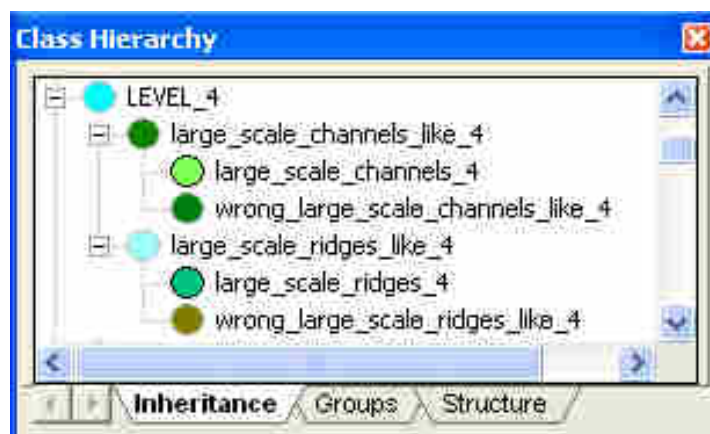 Class Hierarchy
LEVEL_4
large_scale_channels_like_4
large_scale_channels_4
wrong_large_scale_channels_like_4
large_scale_ridges_like_4
large_scale_ridges_4
wrong_large_scale_ridges_like_4
Inheritance Groups Structure